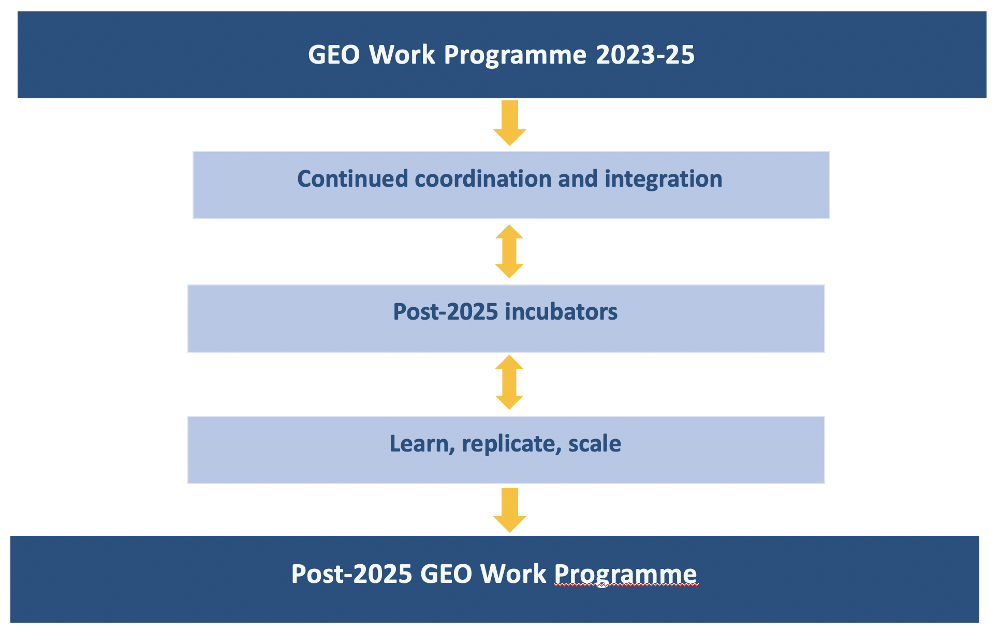 GEO Work Programme 2023-25
Continued coordination and integration
Post-2025 incubators
Learn, replicate, scale
Post-2025 GEO Work Programme